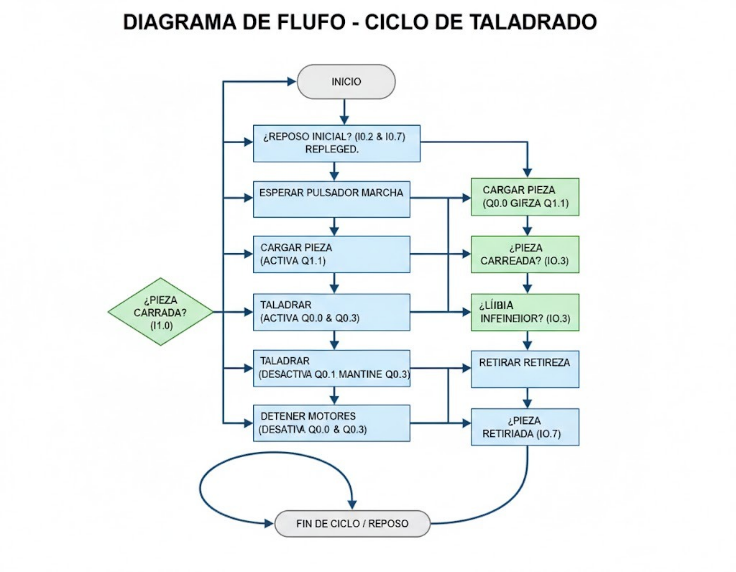 DIAGRAMA DE FLUFO - CICLO DE TALADRADO
INICIO
¿REPOSO INICIAL? (I0.2 & I0.7)
REPLEGED.
ESPERAR PULSADOR MARCHA
CARGAR PIEZA
(ACTIVA Q1.1)
¿PIEZA
CARRADA?
(I1.0)
TALADRAR
(ACTIVA Q0.0 & Q0.3)
TALADRAR
(DESACTIVA Q0.1 MANTINE Q0.3)
DETENER MOTORES
(DESATIVA Q0.0 & Q0.3)
CARGAR PIEZA
(Q0.0 GIRZA Q1.1)
¿PIEZA
CARREADA? (IO.3)
(IO.3)
RETIRAR RETIREZA
¿PIEZA
RETIRIADA (IO.7)
FIN DE CICLO / REPOSO